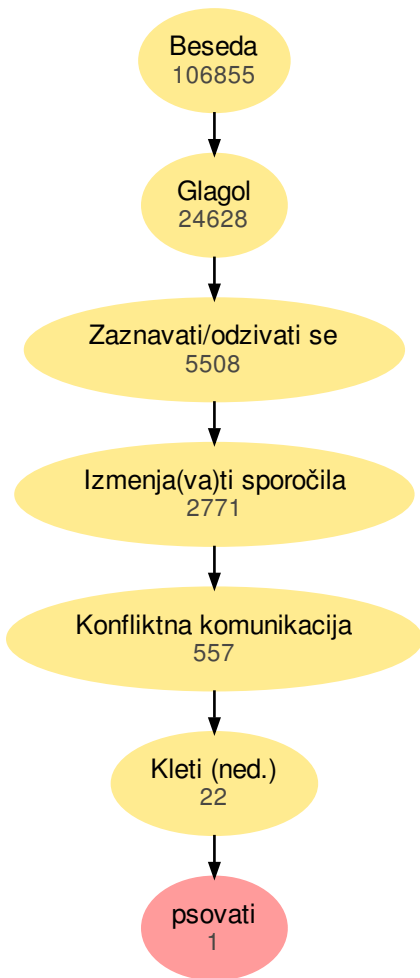 Beseda
106855
Glagol
24628
Zaznavati/odzivati se
5508
Izmenja(va)ti sporočila
2771
Konfliktna komunikacija
557
Kleti (ned.)
22
psovati
1